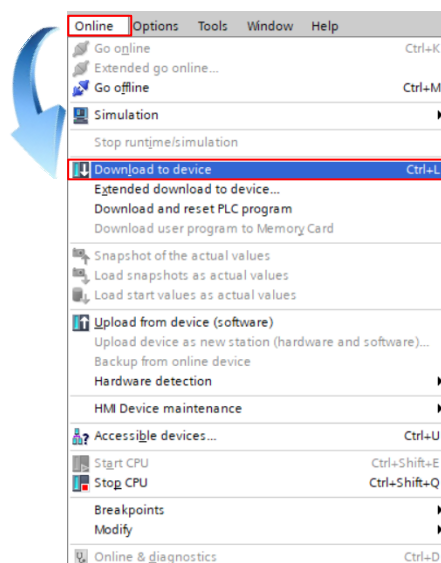 Online Options Tools Window Help
Go online Ctrl+K
Extended go online...
Go offline Ctrl+M
Simulation
Stop runtime/simulation
Download to device Ctrl+L
Extended download to device...
Download and reset PLC program
Download user program to Memory Card
Snapshot of the actual values
Load snapshots as actual values
Load start values as actual values
Upload from device (software)
Upload device as new station (hardware and software)...
Backup from online device
Hardware detection
HMI Device maintenance
Accessible devices... Ctrl+U
Start CPU Ctrl+Shift+E
Stop CPU Ctrl+Shift+Q
Breakpoints
Modify
Online & diagnostics Ctrl+D